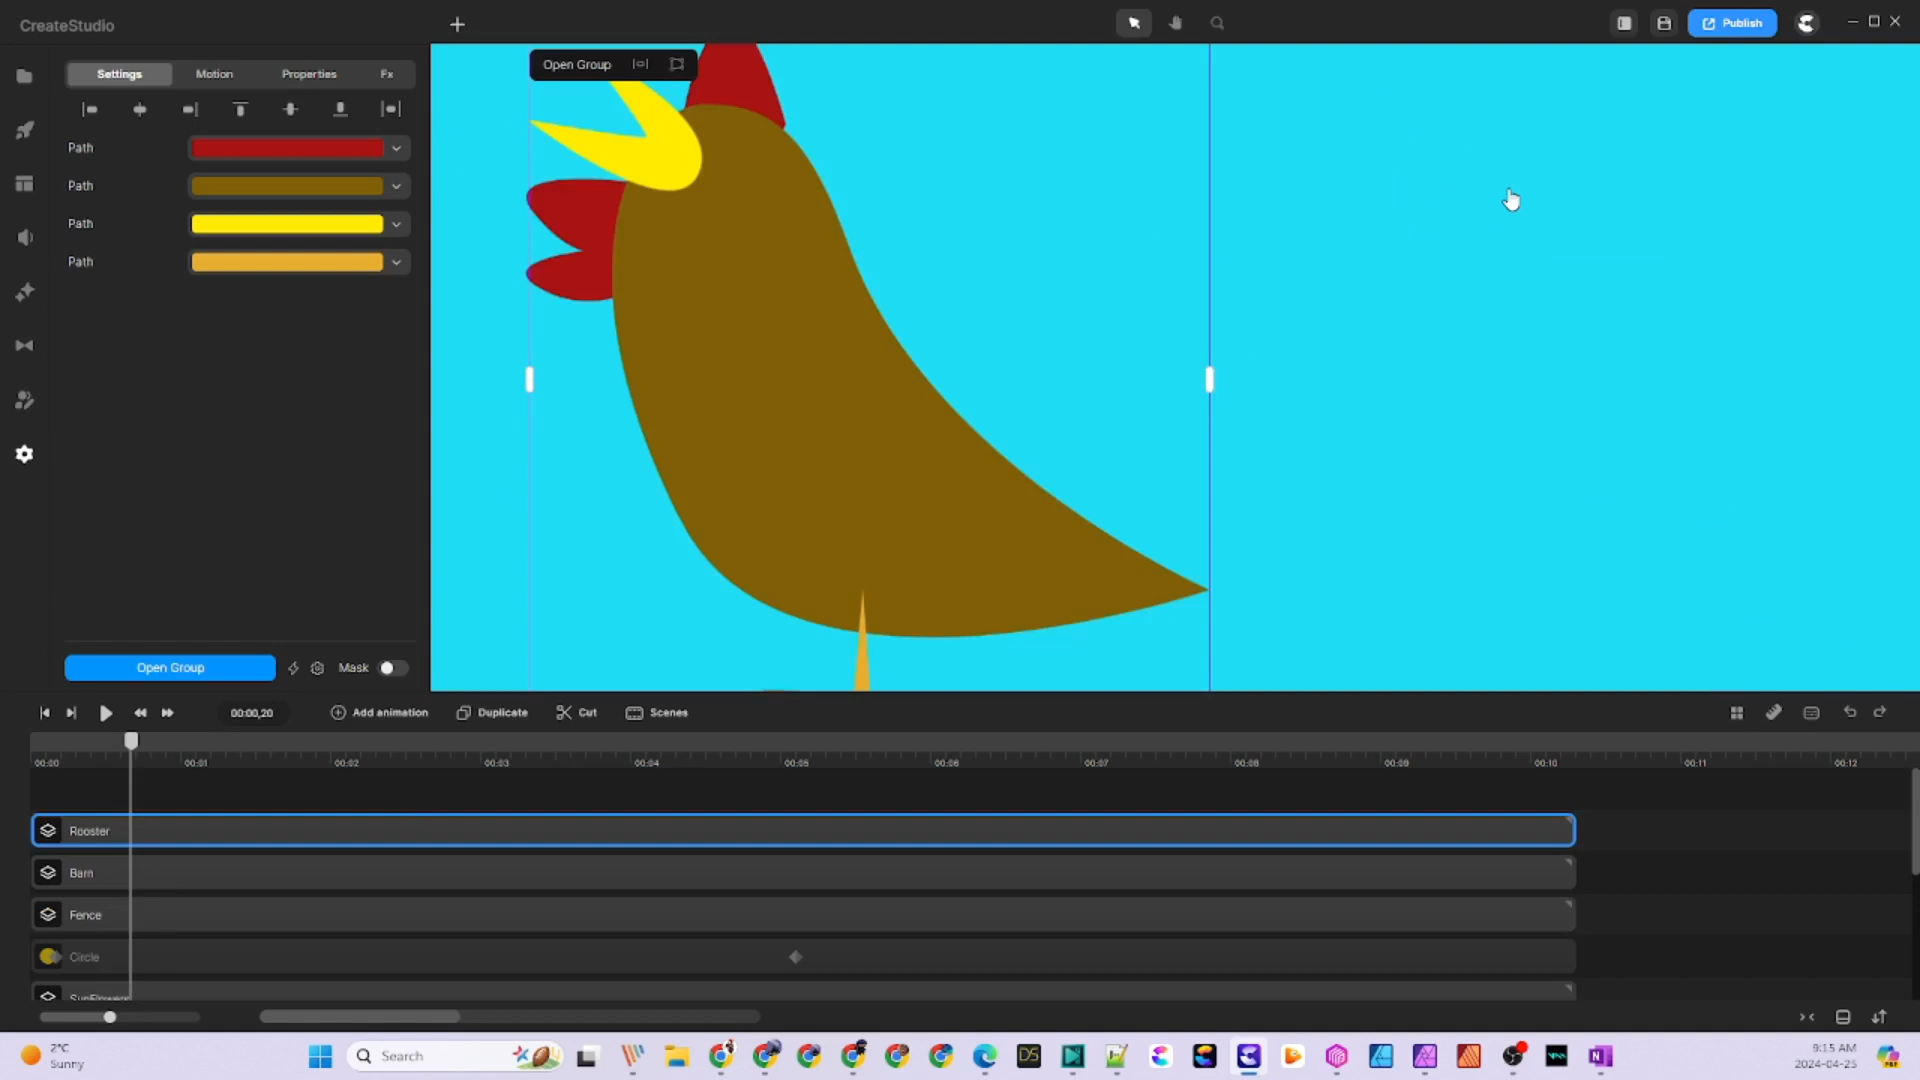 CreateStudio
Publish
Settings Motion Properties Fx
Open Group
Path
Path
Path
Path
Open Group Mask
00:00,20 Add animation Duplicate Cut Scenes
00:00 00:01 00:02 00:03 00:04 00:05 00:06 00:07 00:08 00:09 00:10 00:11 00:12
Rooster
Barn
Fence
Circle
SunFlowers
2°C
Sunny
Search
DS
N
9:15 AM
2024-04-25